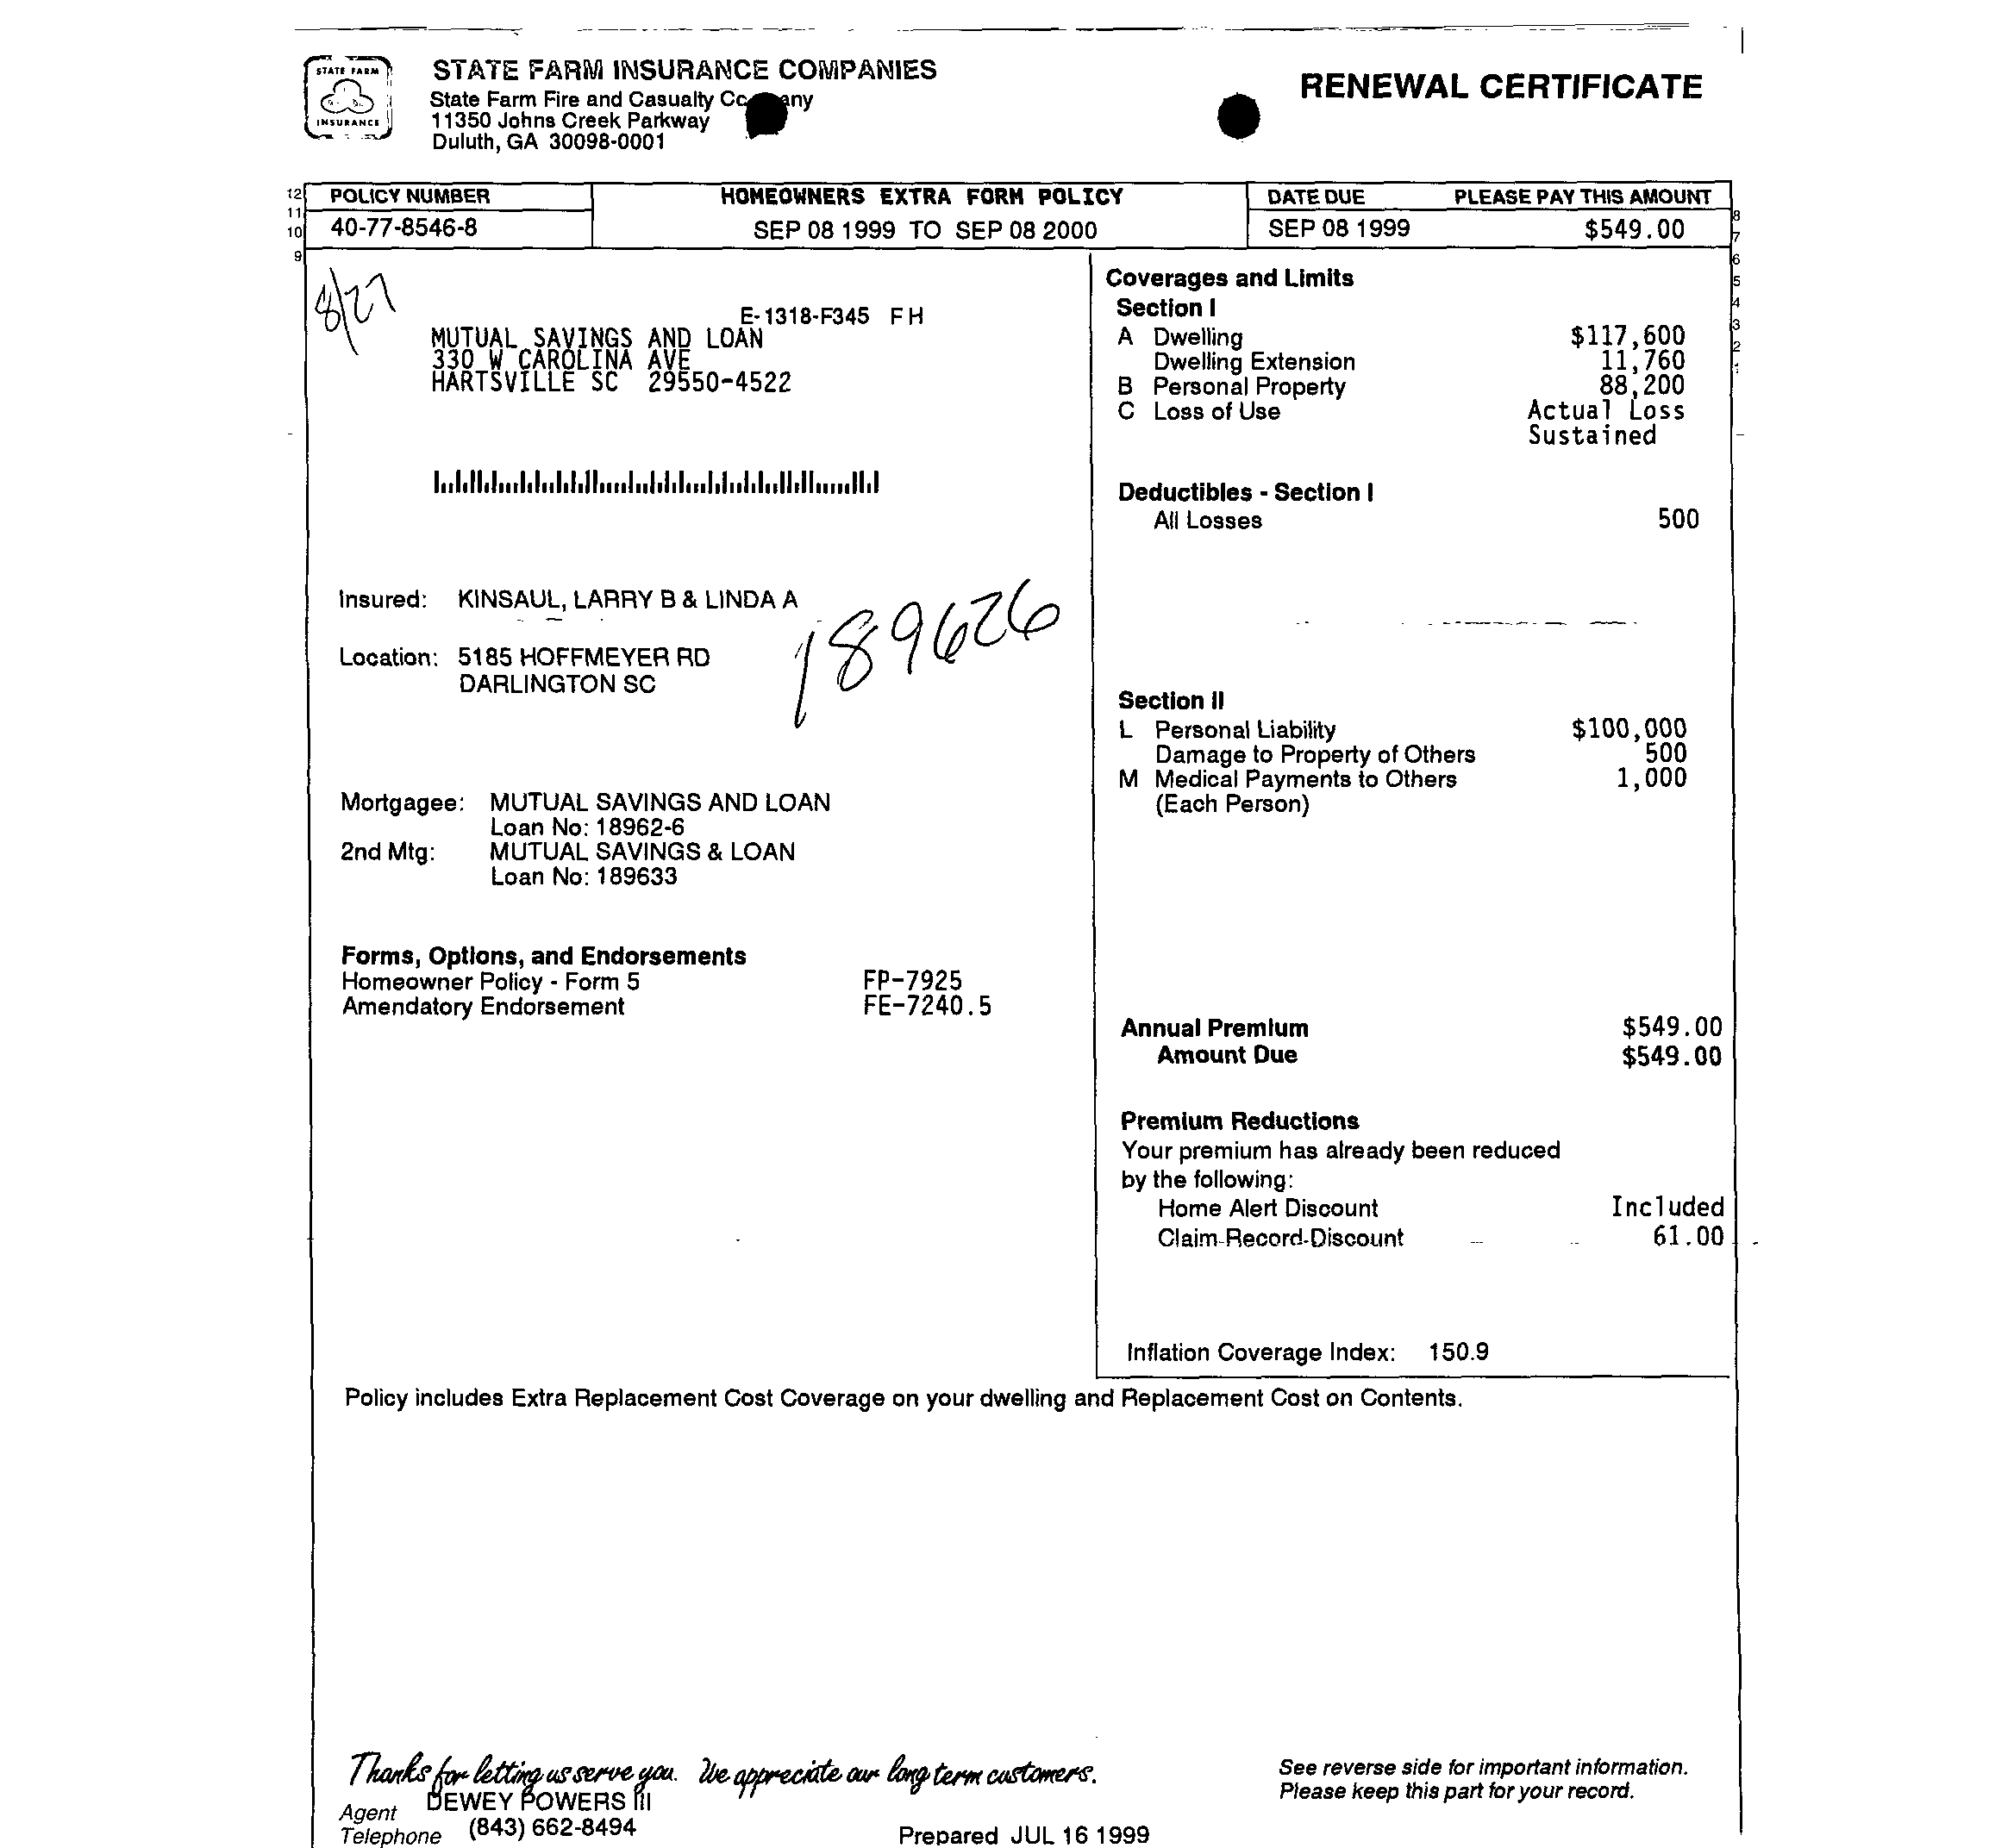 STATE FARM
INSURANCE
STATE FARM INSURANCE COMPANIES
State Farm Fire and Casualty
11350 Johns Creek Parkway
Duluth, GA 30098-0001
RENEWAL CERTIFICATE
POLICY NUMBER
40-77-8546-8
HOMEOWNERS EXTRA FORM POLICY
SEP 08 1999 TO SEP 08 2000
DATE DUE
SEP 08 1999
PLEASE PAY THIS AMOUNT
$549.00
12
11
10
9
8
7
6
5
4
3
2
1
8/27
E-1318-F345 F H
MUTUAL SAVINGS AND LOAN
330 W CAROLINA AVE
HARTSVILLE SC 29550-4522
Insured: KINSAUL, LARRY B & LINDA A
189626
Location: 5185 HOFFMEYER RD
DARLINGTON SC
Mortgagee: MUTUAL SAVINGS AND LOAN
Loan No: 18962-6
2nd Mtg: MUTUAL SAVINGS & LOAN
Loan No: 189633
Forms, Options, and Endorsements
Homeowner Policy - Form 5 FP-7925
Amendatory Endorsement FE-7240.5
Coverages and Limits
Section I
A Dwelling $117,600
Dwelling Extension 11,760
B Personal Property 88,200
C Loss of Use Actual Loss
Sustained
Deductibles - Section I
All Losses 500
Section II
L Personal Liability $100,000
Damage to Property of Others 500
M Medical Payments to Others 1,000
(Each Person)
Annual Premium $549.00
Amount Due $549.00
Premium Reductions
Your premium has already been reduced
by the following:
Home Alert Discount Included
Claim Record Discount 61.00
Inflation Coverage Index: 150.9
Policy includes Extra Replacement Cost Coverage on your dwelling and Replacement Cost on Contents.
Thanks for letting us serve you. We appreciate our long term customers.
Agent DEWEY POWERS III
Telephone (843) 662-8494
Prepared JUL 16 1999
See reverse side for important information.
Please keep this part for your record.